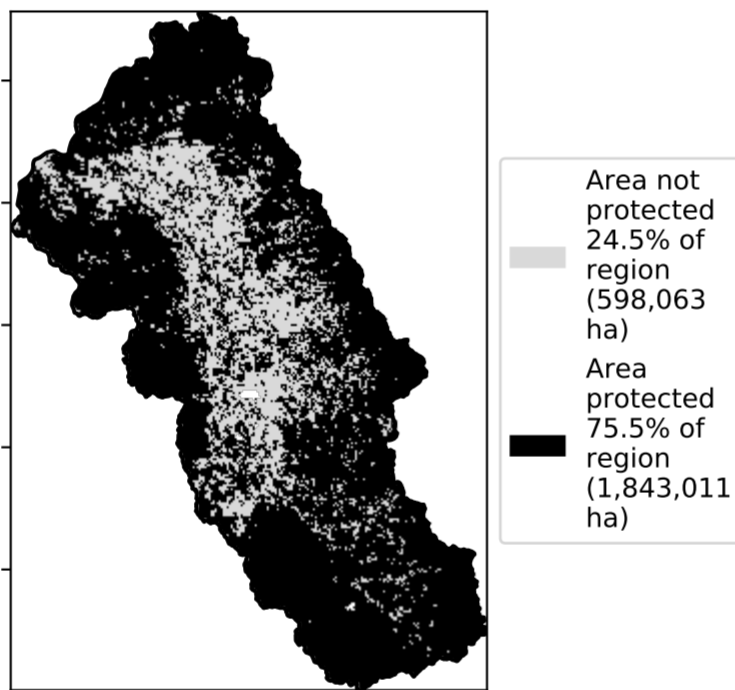 Area not
protected
24.5% of
region
(598,063
ha)
Area
protected
75.5% of
region
(1,843,011
ha)